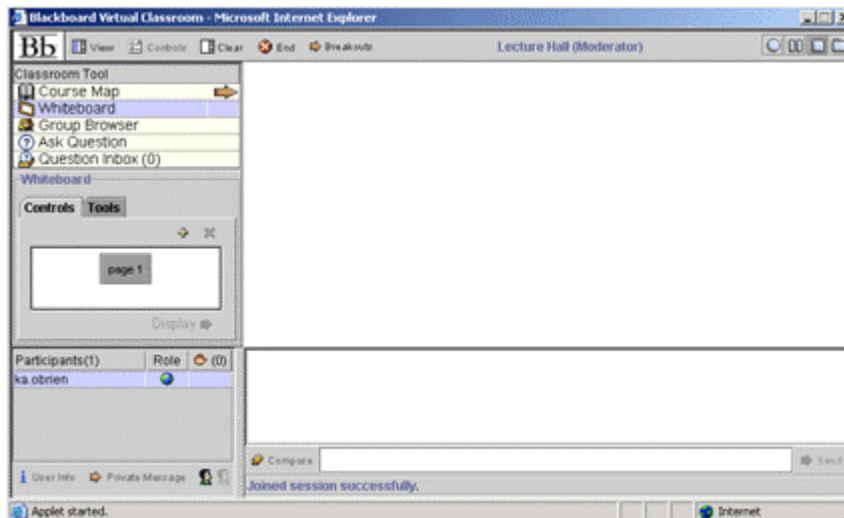 Blackboard Virtual Classroom - Microsoft Internet Explorer
Bb View Controls Clear End Breakouts Lecture Hall (Moderator)
Classroom Tool
Course Map
Whiteboard
Group Browser
Ask Question
Question Inbox (0)
Whiteboard
Controls Tools
page 1
Display
Participants(1) Role (0)
ka.obrien
Compose Send
User Info Private Message
Joined session successfully.
Applet started. Internet